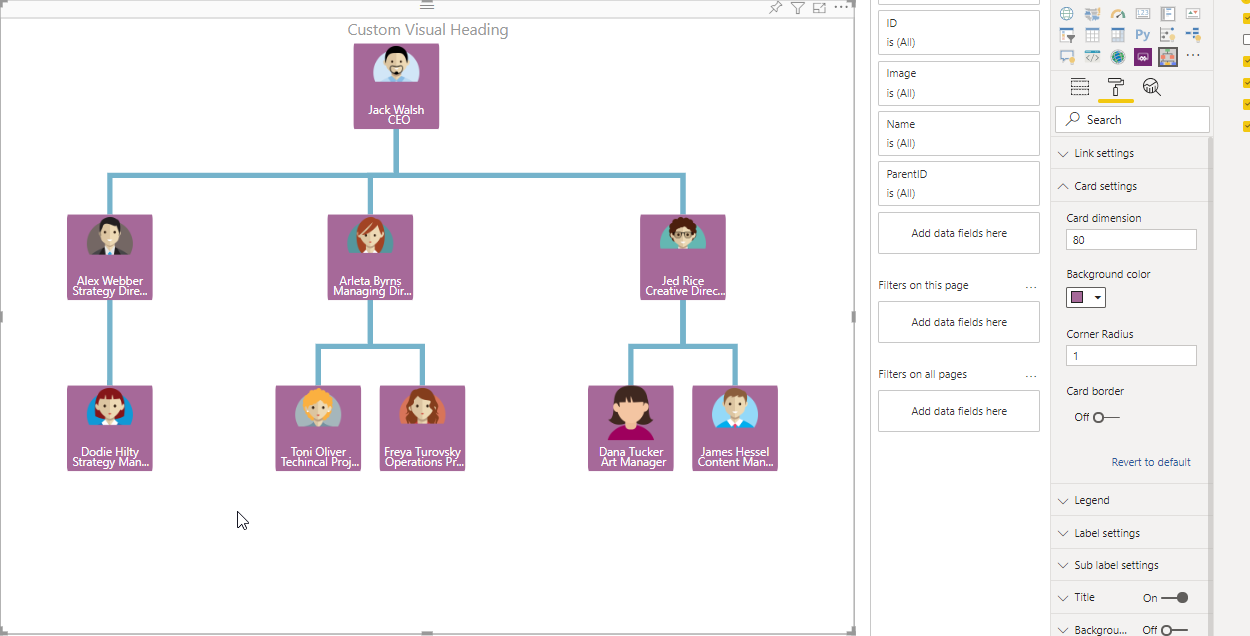 Custom Visual Heading
Jack Walsh
CEO
Alex Webber
Strategy Dire...
Arleta Byrns
Managing Dir...
Jed Rice
Creative Direc...
Dodie Hilty
Strategy Man...
Toni Oliver
Techincal Proj...
Freya Turovsky
Operations Pr...
Dana Tucker
Art Manager
James Hessel
Content Man...
ID
is (All)
Image
is (All)
Name
is (All)
ParentID
is (All)
Add data fields here
Filters on this page
...
Add data fields here
Filters on all pages
...
Add data fields here
123
Py
Search
Link settings
Card settings
Card dimension
80
Background color
Corner Radius
1
Card border
Off
Revert to default
Legend
Label settings
Sub label settings
Title
On
Backgrou...
Off